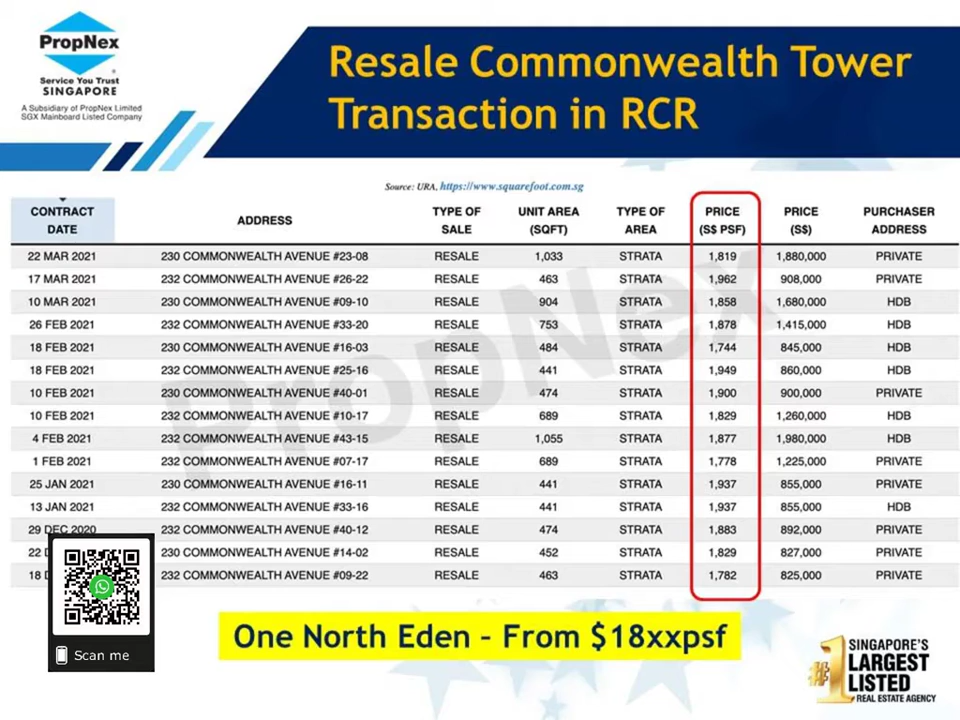 PropNex
Service You Trust
SINGAPORE
A Subsidiary of PropNex Limited
SGX Mainboard Listed Company
Resale Commonwealth Tower
Transaction in RCR
Source: URA, https://www.squarefoot.com.sg
CONTRACT DATE ADDRESS TYPE OF SALE UNIT AREA (SQFT) TYPE OF AREA PRICE (S$ PSF) PRICE (S$) PURCHASER ADDRESS
22 MAR 2021 230 COMMONWEALTH AVENUE #23-08 RESALE 1,033 STRATA 1,819 1,880,000 PRIVATE
17 MAR 2021 232 COMMONWEALTH AVENUE #26-22 RESALE 463 STRATA 1,962 908,000 PRIVATE
10 MAR 2021 230 COMMONWEALTH AVENUE #09-10 RESALE 904 STRATA 1,858 1,680,000 HDB
26 FEB 2021 232 COMMONWEALTH AVENUE #33-20 RESALE 753 STRATA 1,878 1,415,000 HDB
18 FEB 2021 230 COMMONWEALTH AVENUE #16-03 RESALE 484 STRATA 1,744 845,000 HDB
18 FEB 2021 232 COMMONWEALTH AVENUE #25-16 RESALE 441 STRATA 1,949 860,000 HDB
10 FEB 2021 230 COMMONWEALTH AVENUE #40-01 RESALE 474 STRATA 1,900 900,000 PRIVATE
10 FEB 2021 232 COMMONWEALTH AVENUE #10-17 RESALE 689 STRATA 1,829 1,260,000 HDB
4 FEB 2021 232 COMMONWEALTH AVENUE #43-15 RESALE 1,055 STRATA 1,877 1,980,000 HDB
1 FEB 2021 232 COMMONWEALTH AVENUE #07-17 RESALE 689 STRATA 1,778 1,225,000 PRIVATE
25 JAN 2021 230 COMMONWEALTH AVENUE #16-11 RESALE 441 STRATA 1,937 855,000 PRIVATE
13 JAN 2021 232 COMMONWEALTH AVENUE #33-16 RESALE 441 STRATA 1,937 855,000 HDB
29 DEC 2020 232 COMMONWEALTH AVENUE #40-12 RESALE 474 STRATA 1,883 892,000 PRIVATE
22 230 COMMONWEALTH AVENUE #14-02 RESALE 452 STRATA 1,829 827,000 PRIVATE
18 232 COMMONWEALTH AVENUE #09-22 RESALE 463 STRATA 1,782 825,000 PRIVATE
PropNex
Scan me
One North Eden – From $18xxpsf
#1 SINGAPORE'S
LARGEST
LISTED
REAL ESTATE AGENCY